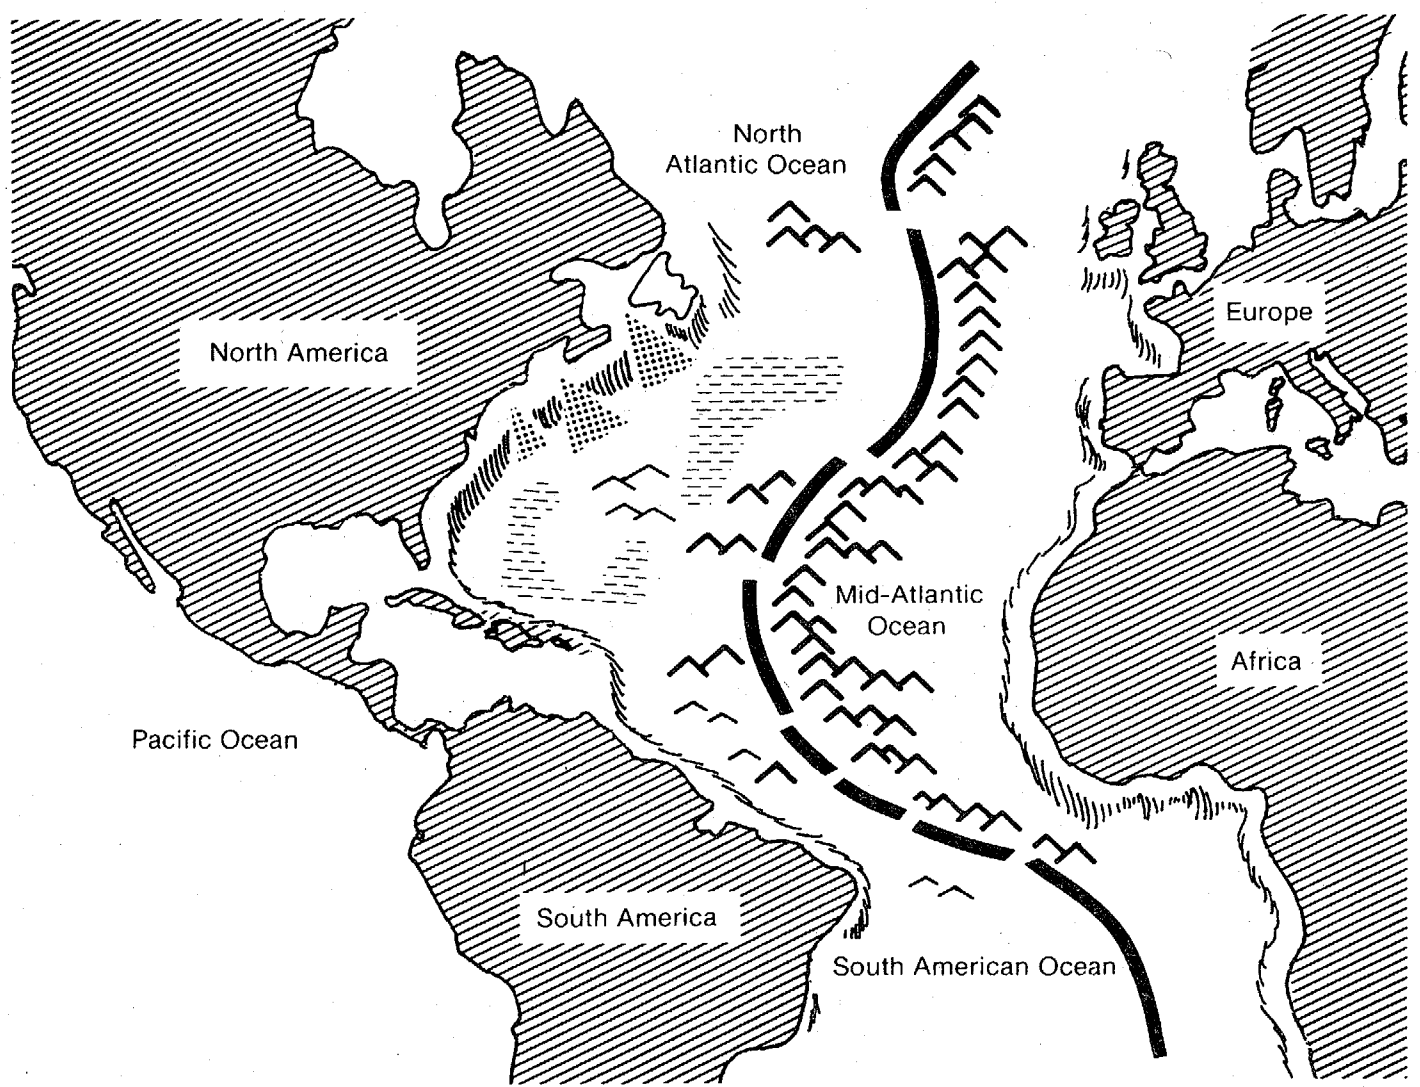 North
Atlantic Ocean
North America
Europe
Mid-Atlantic
Ocean
Africa
Pacific Ocean
South America
South American Ocean